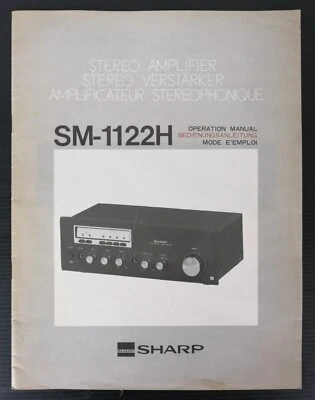 STEREO AMPLIFIER
STEREO VERSTÄRKER
AMPLIFICATEUR STEREOPHONIQUE
SM-1122H
OPERATION MANUAL
BEDIENUNGSANLEITUNG
MODE E'EMPLOI
SHARP